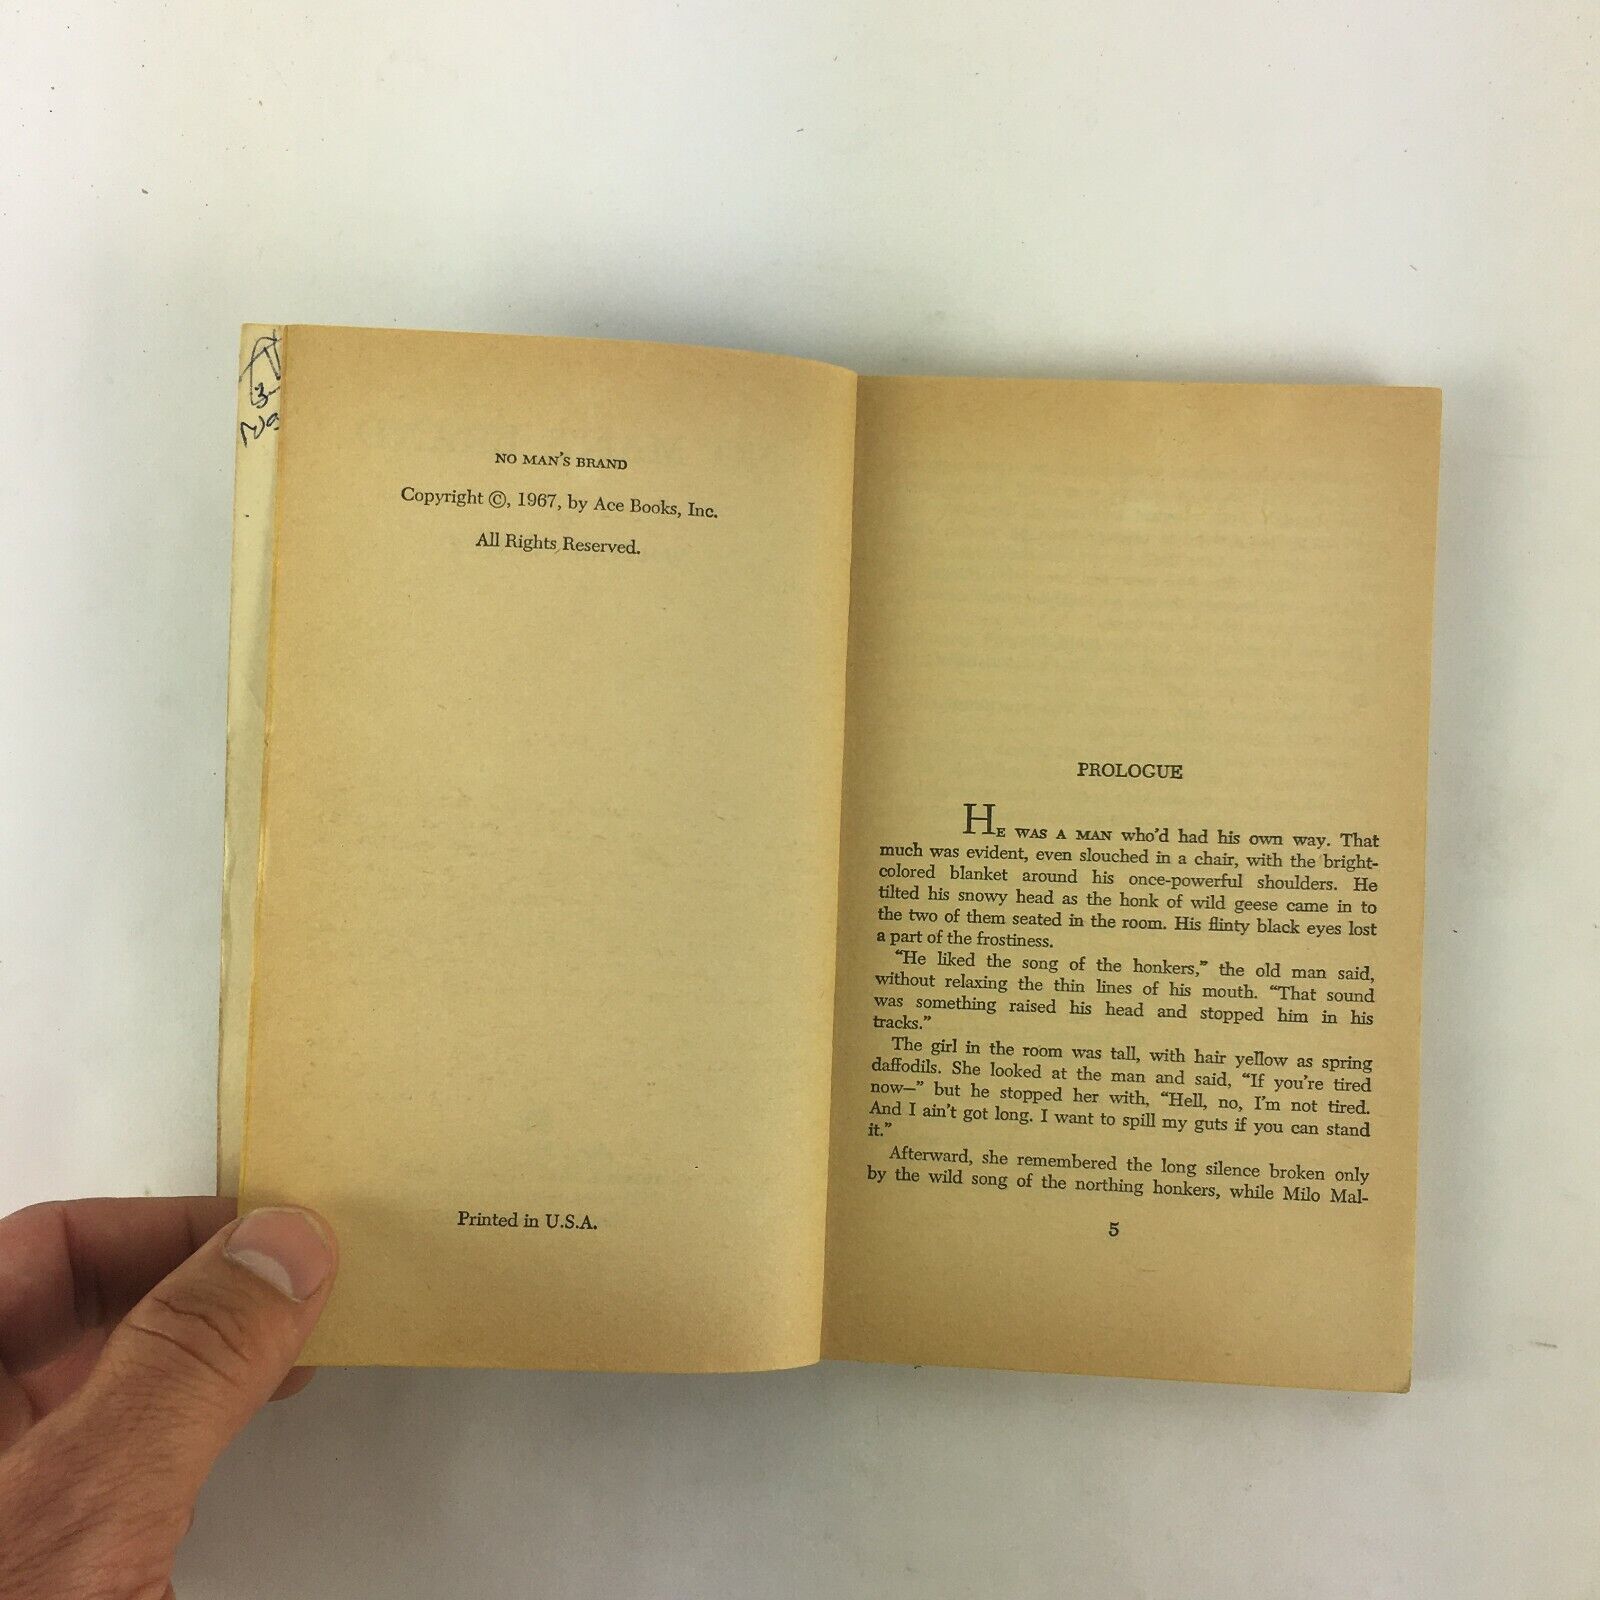 NO MAN'S BRAND
Copyright ©, 1967, by Ace Books, Inc.
All Rights Reserved.
Printed in U.S.A.
PROLOGUE
HE WAS A MAN who'd had his own way. That
much was evident, even slouched in a chair, with the bright-
colored blanket around his once-powerful shoulders. He
tilted his snowy head as the honk of wild geese came in to
the two of them seated in the room. His flinty black eyes lost
a part of the frostiness.
"He liked the song of the honkers," the old man said,
without relaxing the thin lines of his mouth. "That sound
was something raised his head and stopped him in his
tracks."
The girl in the room was tall, with hair yellow as spring
daffodils. She looked at the man and said, "If you're tired
now—" but he stopped her with, "Hell, no, I'm not tired.
And I ain't got long. I want to spill my guts if you can stand
it."
Afterward, she remembered the long silence broken only
by the wild song of the northing honkers, while Milo Mal-
5